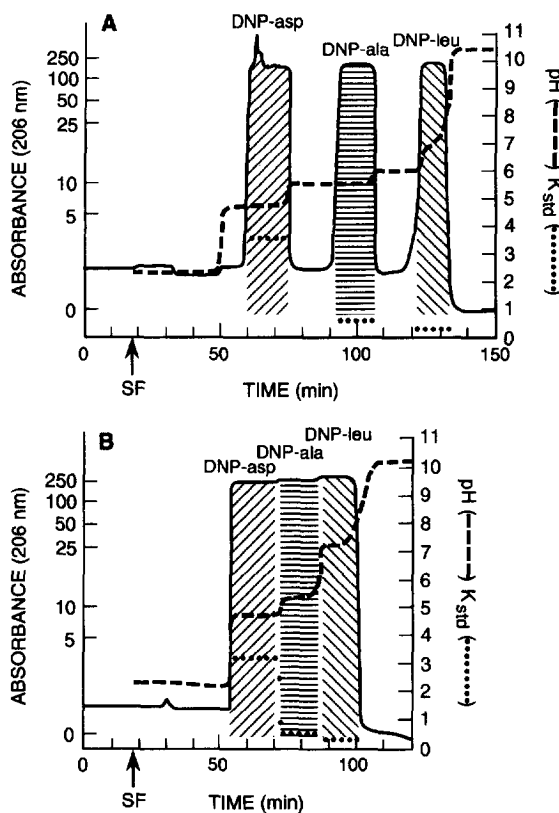 A
DNP-asp
DNP-ala
DNP-leu
ABSORBANCE (206 nm)
250
100
50
25
10
5
0
11
10
9
8
7
6
5
4
3
2
1
0
pH (– – –) Kstd (••••••)
0
50
100
150
SF
TIME (min)
B
DNP-asp
DNP-ala
DNP-leu
ABSORBANCE (206 nm)
250
100
50
25
10
5
0
11
10
9
8
7
6
5
4
3
2
1
0
pH (– – –) Kstd (••••••)
0
50
100
SF
TIME (min)